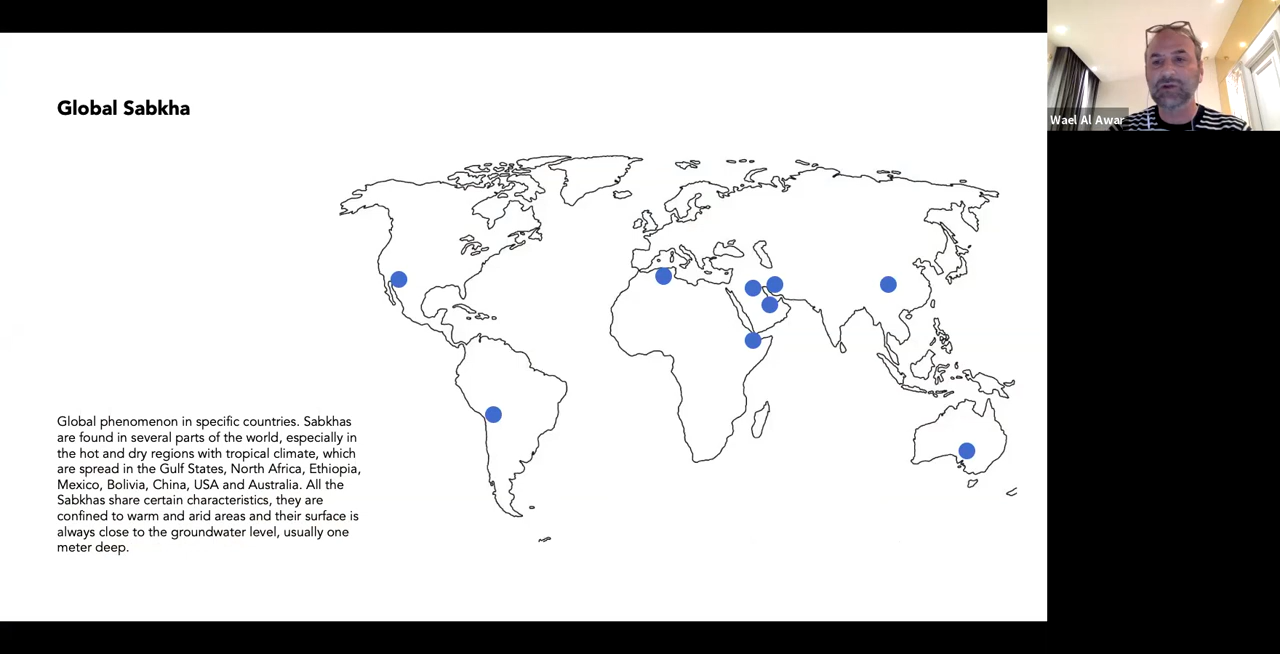 Global Sabkha
Wael Al Awar
Global phenomenon in specific countries. Sabkhas
are found in several parts of the world, especially in
the hot and dry regions with tropical climate, which
are spread in the Gulf States, North Africa, Ethiopia,
Mexico, Bolivia, China, USA and Australia. All the
Sabkhas share certain characteristics, they are
confined to warm and arid areas and their surface is
always close to the groundwater level, usually one
meter deep.